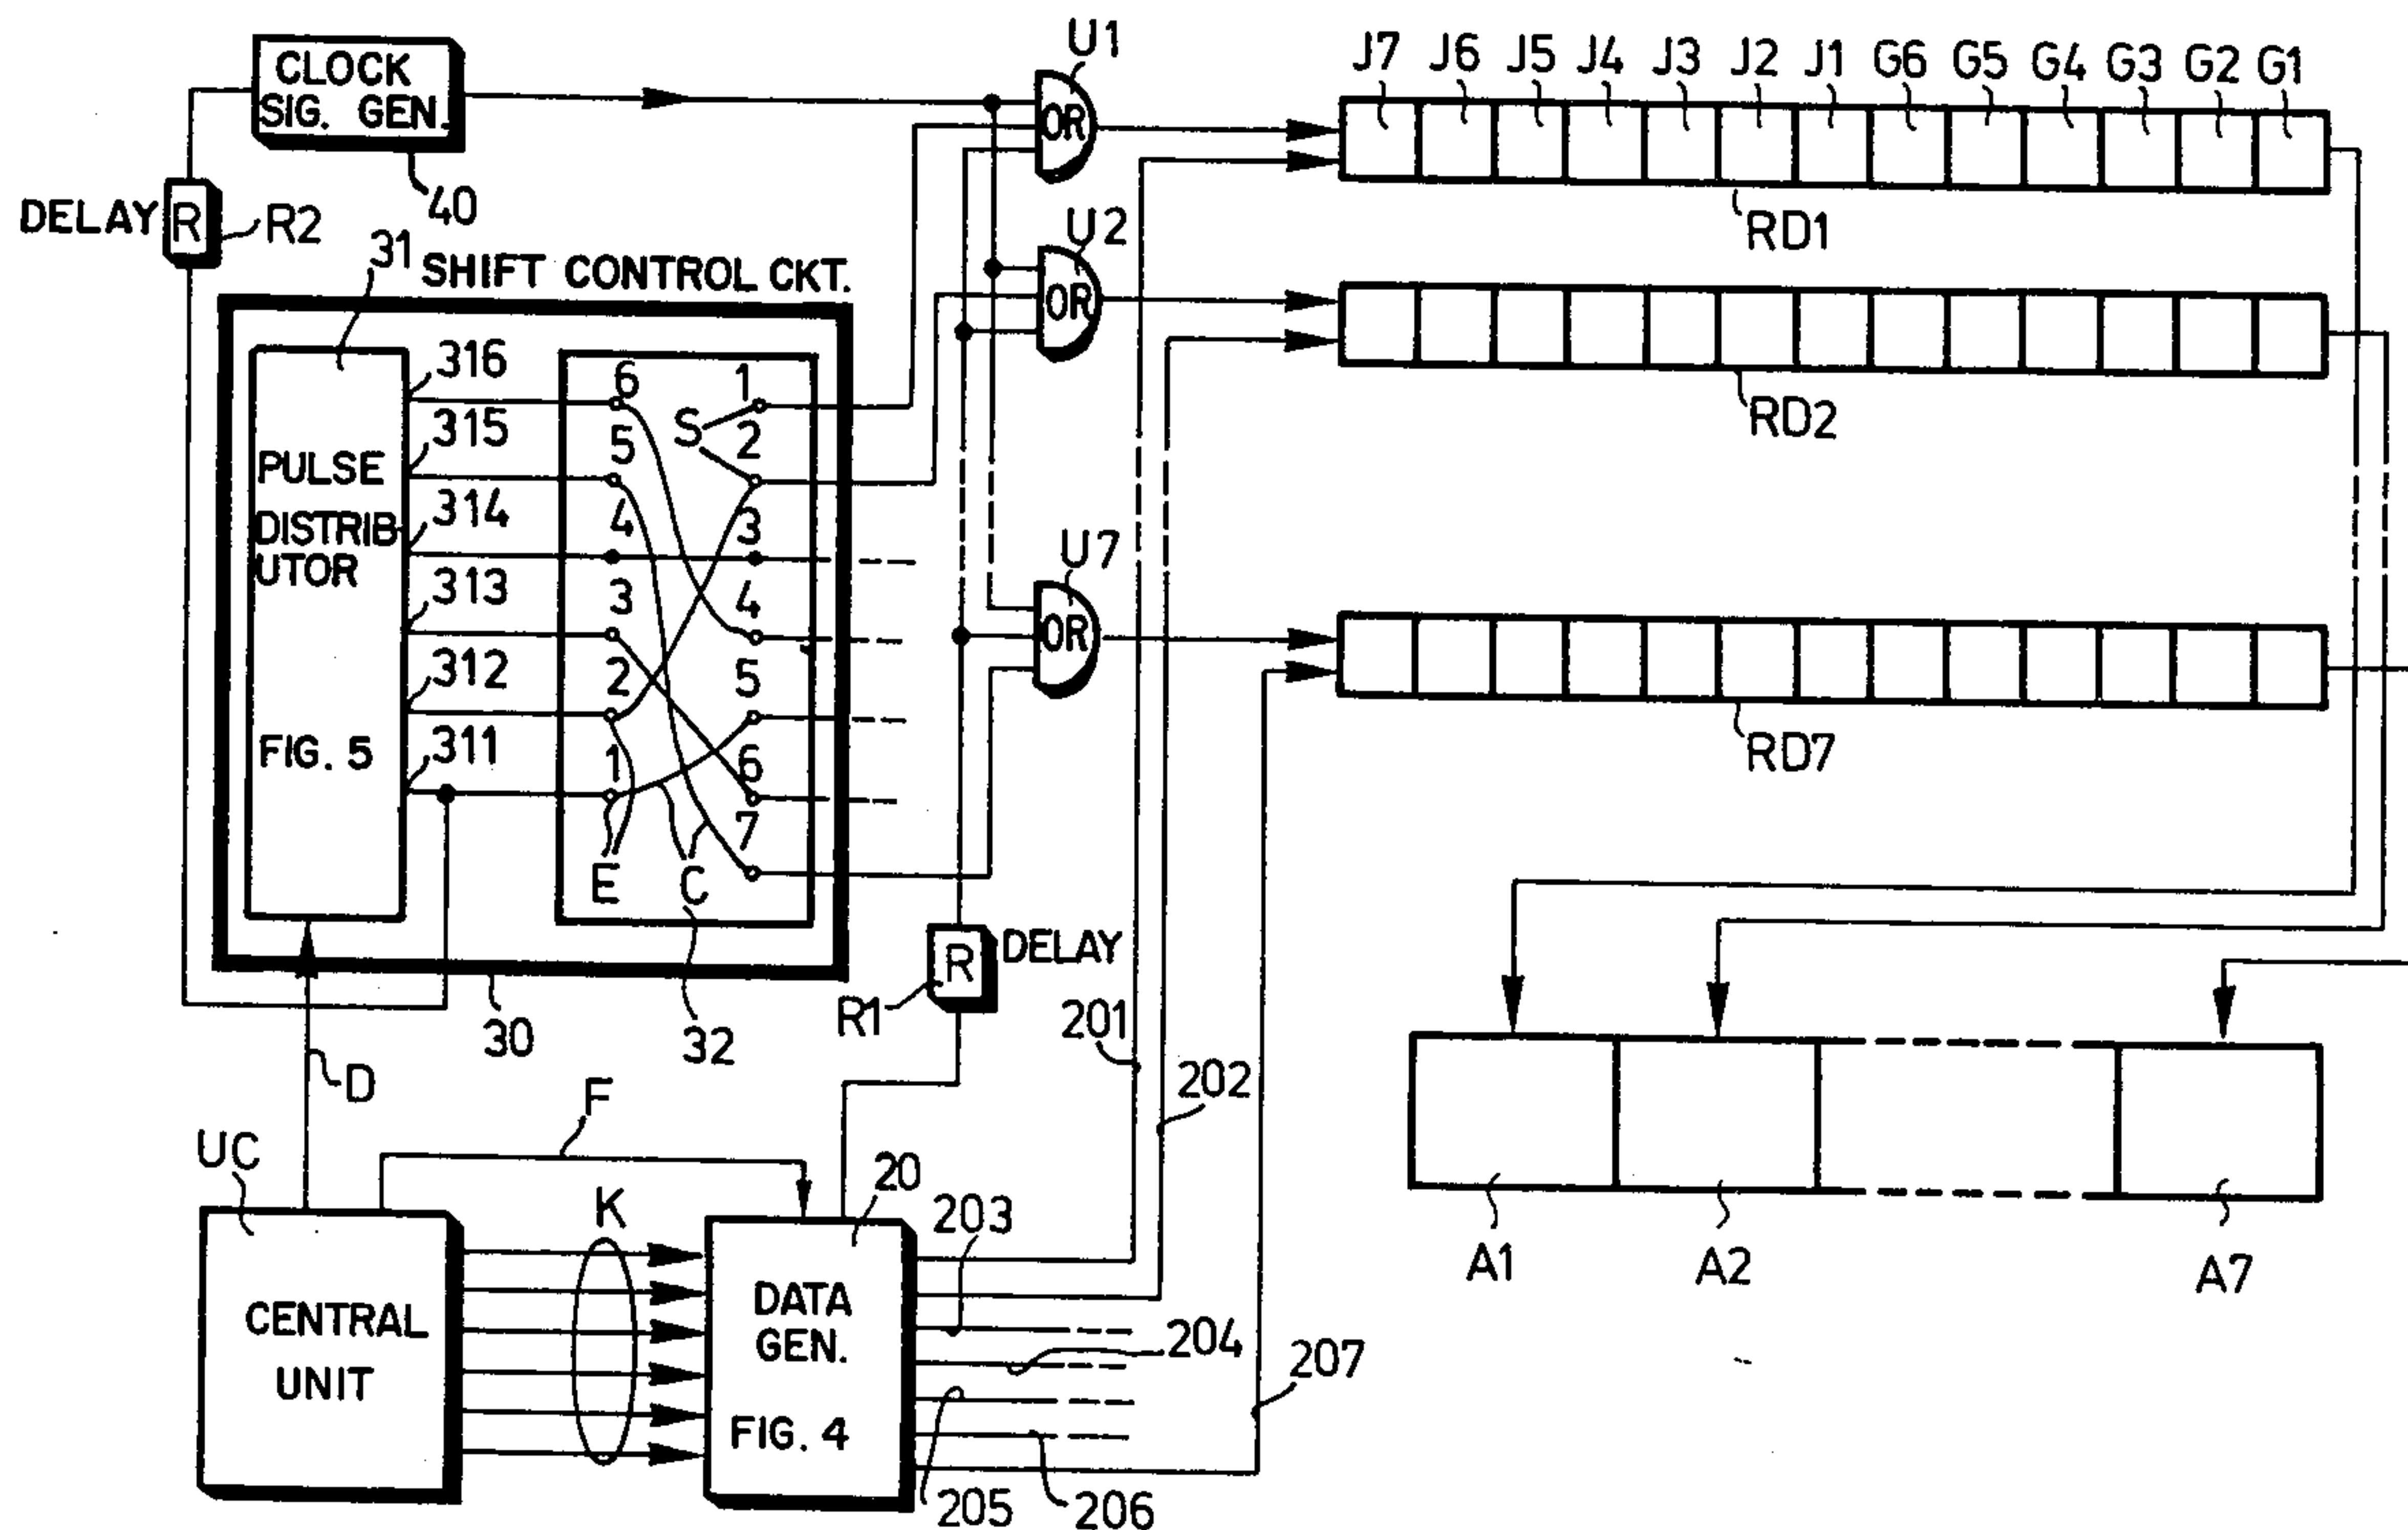 U1
J7 J6 J5 J4 J3 J2 J1 G6 G5 G4 G3 G2 G1
CLOCK
SIG. GEN.
OR
40
DELAY R R2
RD1
U2
31 SHIFT CONTROL CKT.
OR
316
6 1
RD2
315
S 2
5
PULSE
314
4 3
DISTRIB-
UTOR
U7
313
3 4
OR
312
2 5
FIG. 5
311
1 6
RD7
7
E C
R DELAY
R1
201
30 32
D
202
F
UC
20
K
203
A1 A2 A7
CENTRAL
UNIT
DATA
GEN.
204
207
FIG. 4
205 206